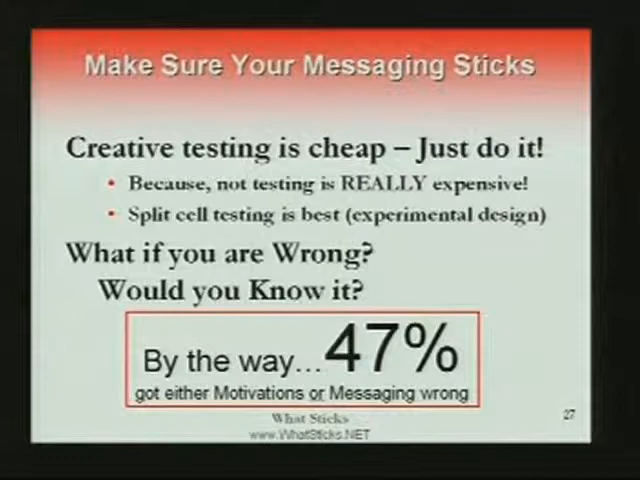 Make Sure Your Messaging Sticks
Creative testing is cheap – Just do it!
• Because, not testing is REALLY expensive!
• Split cell testing is best (experimental design)
What if you are Wrong?
Would you Know it?
By the way...47%
got either Motivations or Messaging wrong
What Sticks
www.WhatSticks.NET
27